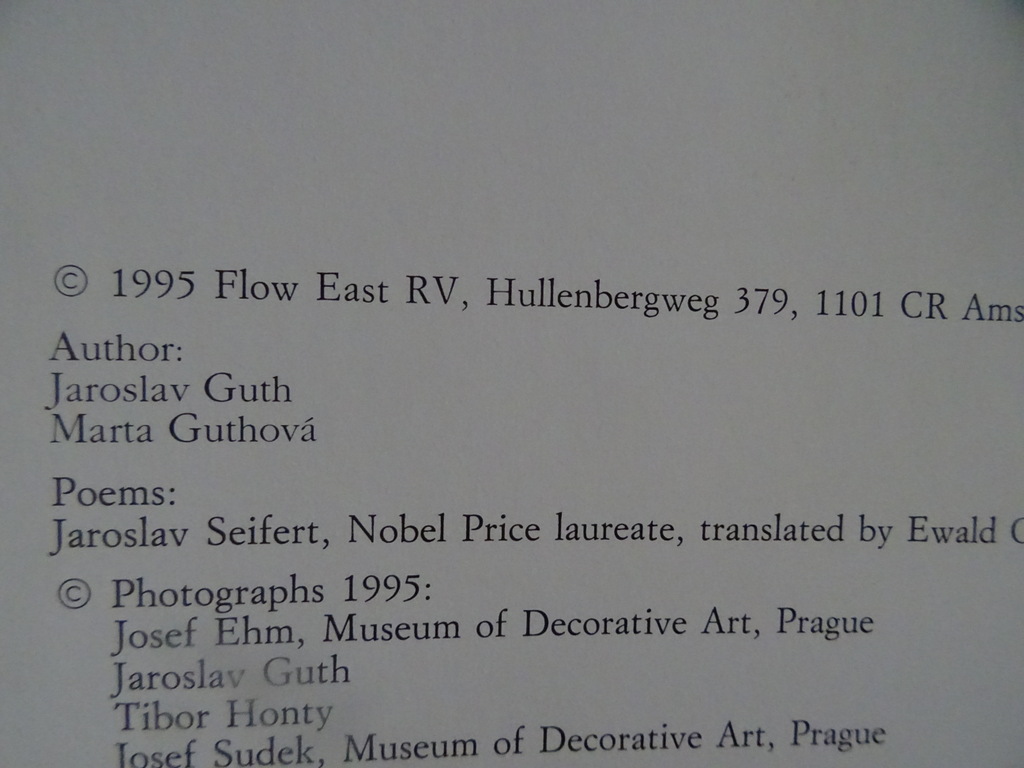 © 1995 Flow East RV, Hullenbergweg 379, 1101 CR Ams
Author:
Jaroslav Guth
Marta Guthová
Poems:
Jaroslav Seifert, Nobel Price laureate, translated by Ewald
© Photographs 1995:
Josef Ehm, Museum of Decorative Art, Prague
Jaroslav Guth
Tibor Honty
Josef Sudek, Museum of Decorative Art, Prague